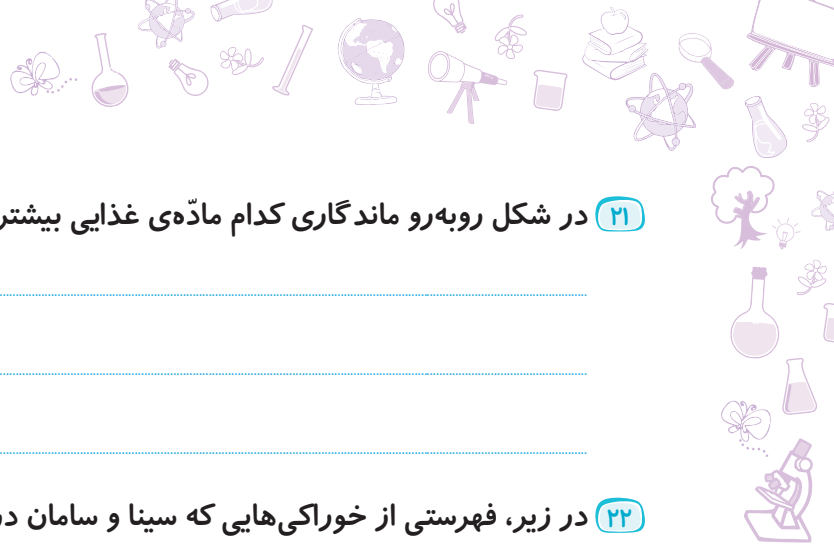 ۲۱ در شکل روبه‌رو ماندگاری کدام مادّه‌ی غذایی بیشتر
۲۲ در زیر، فهرستی از خوراکی‌هایی که سینا و سامان در